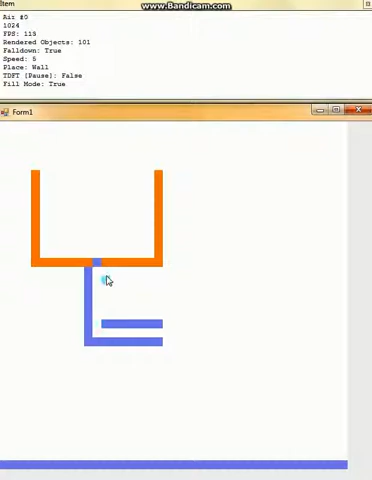 Item
www.Bandicam.com
Air #0
1024
FPS: 115
Rendered Objects: 101
Falldown: True
Speed: 5
Place: Wall
TDFT [Pause]: False
Fill Mode: True
Form1